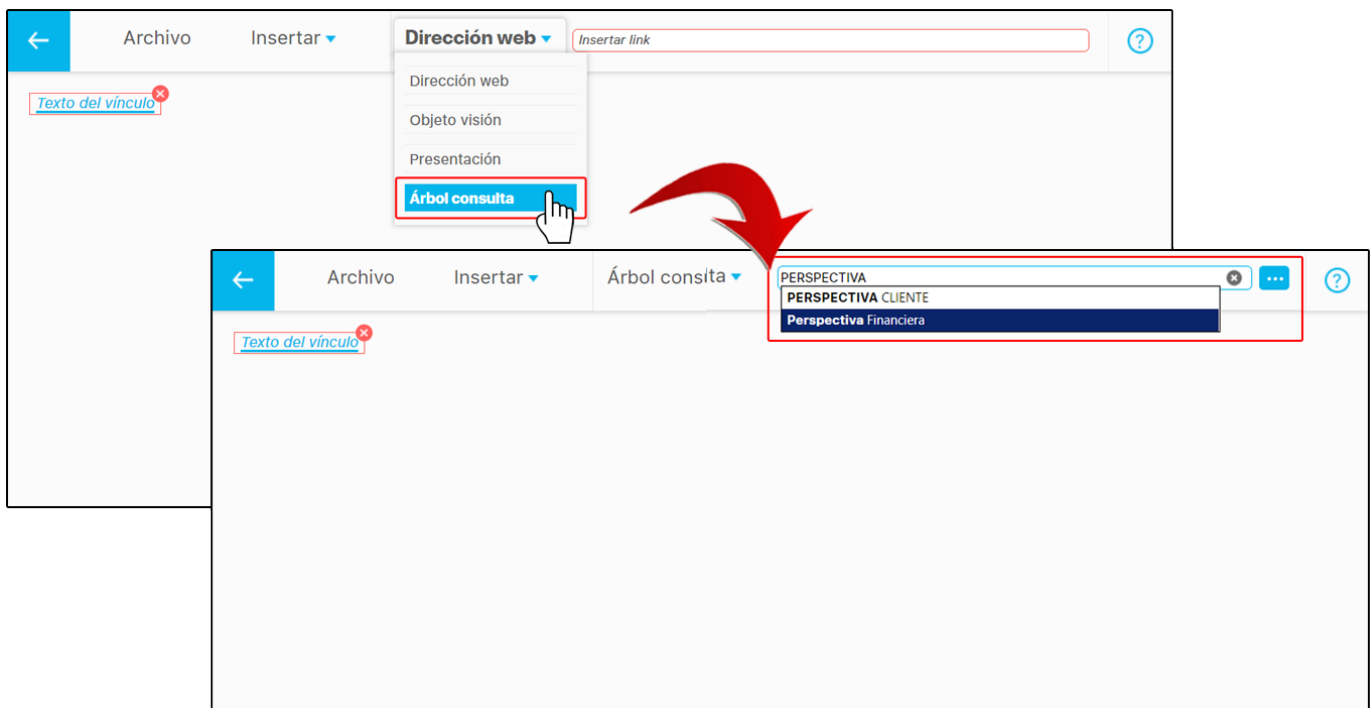 Archivo Insertar Dirección web Insertar link
Texto del vínculo
Dirección web
Objeto visión
Presentación
Árbol consulta
Archivo Insertar Árbol conslta PERSPECTIVA
PERSPECTIVA CLIENTE
Perspectiva Financiera
Texto del vínculo